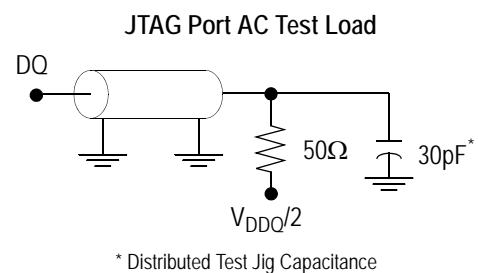 JTAG Port AC Test Load
DQ
50Ω
30pF*
VDDQ/2
* Distributed Test Jig Capacitance